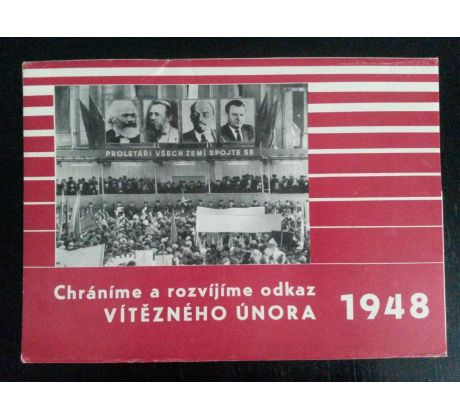 PROLETÁŘI VŠECH ZEMÍ SPOJTE SE
Chráníme a rozvíjíme odkaz
VÍTĚZNÉHO ÚNORA 1948